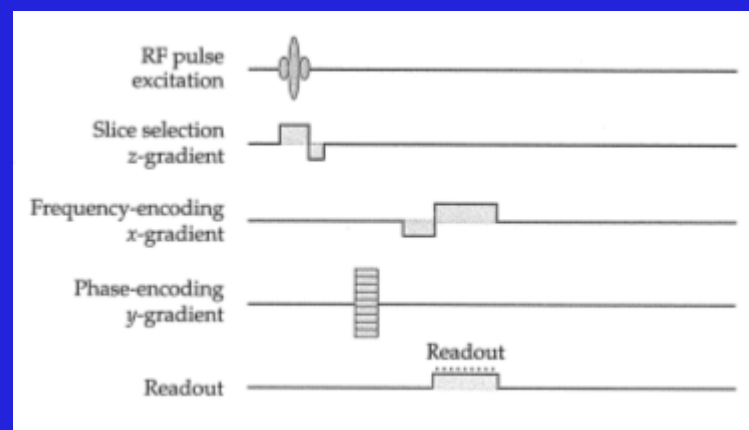 RF pulse
excitation
Slice selection
z-gradient
Frequency-encoding
x-gradient
Phase-encoding
y-gradient
Readout
Readout